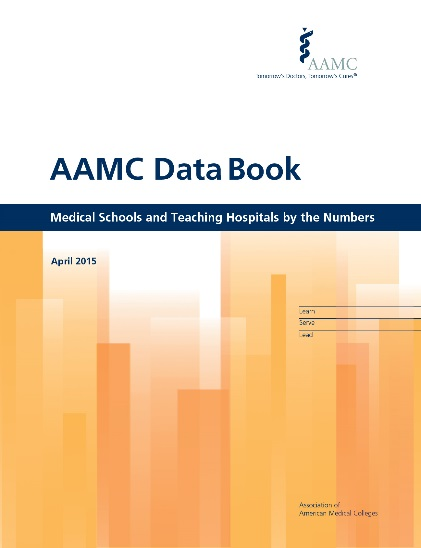 AAMC
Tomorrow's Doctors, Tomorrow's Cures®
AAMC Data Book
Medical Schools and Teaching Hospitals by the Numbers
April 2015
Learn
Serve
Lead
Association of
American Medical Colleges